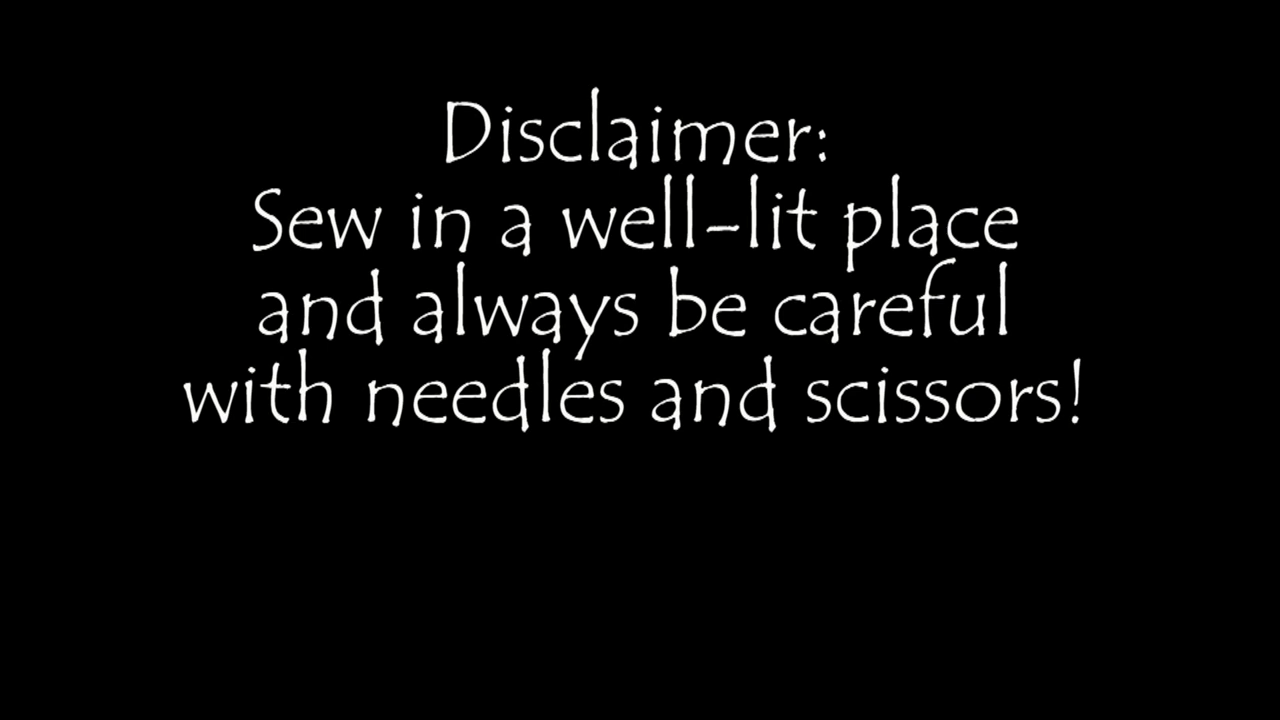 Disclaimer:
Sew in a well-lit place
and always be careful
with needles and scissors!